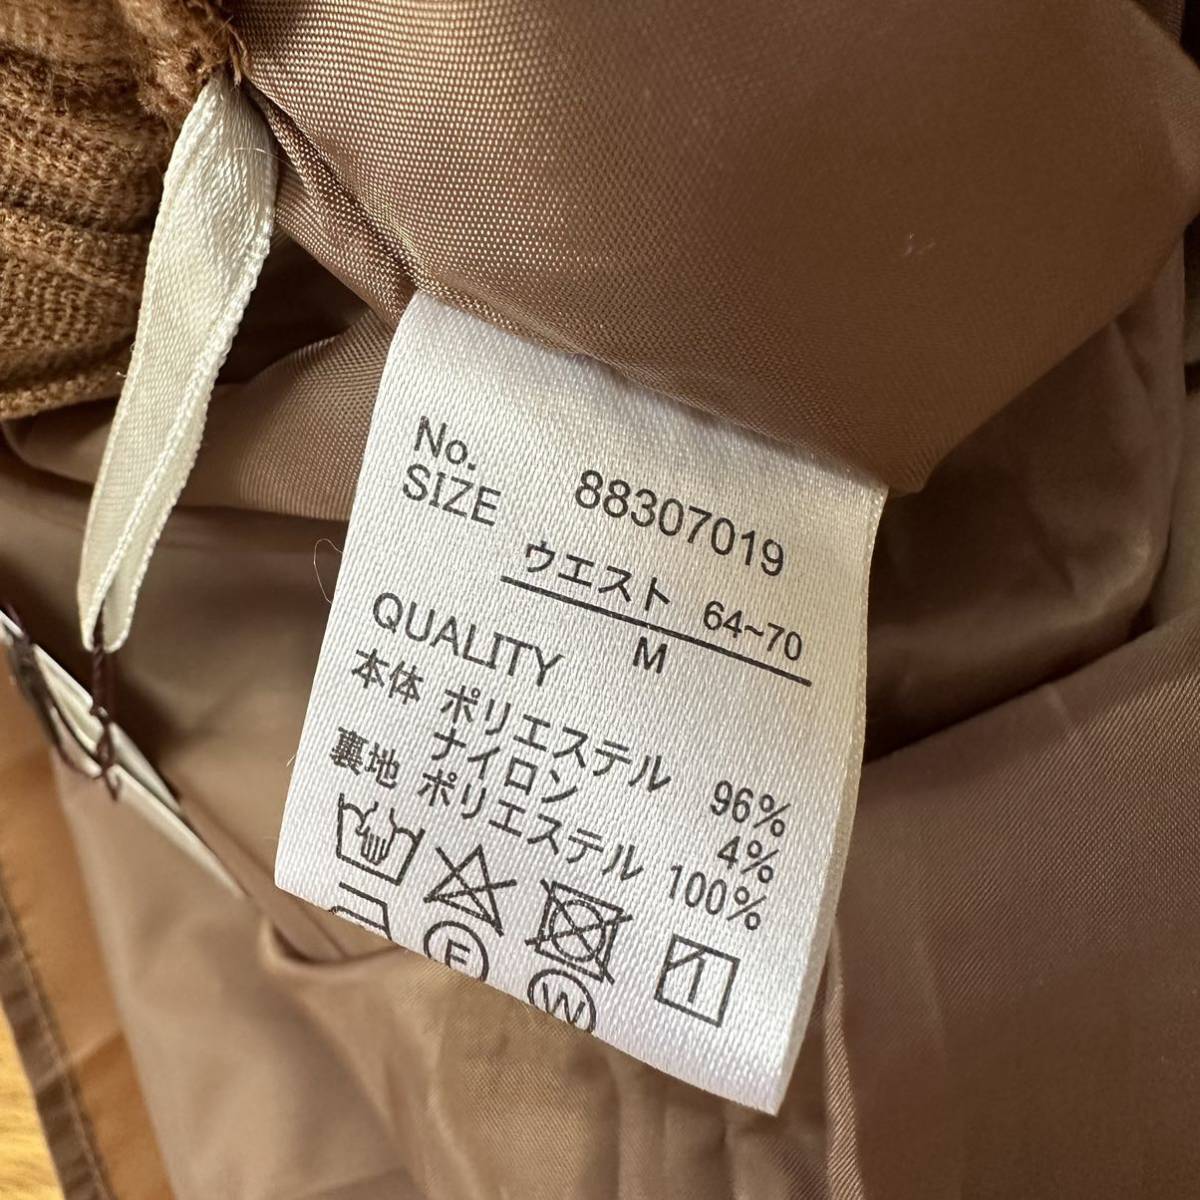 No. 88307019
SIZE ウエスト 64~70
M
QUALITY
本体 ポリエステル 96%
ナイロン 4%
裏地 ポリエステル 100%
F
W